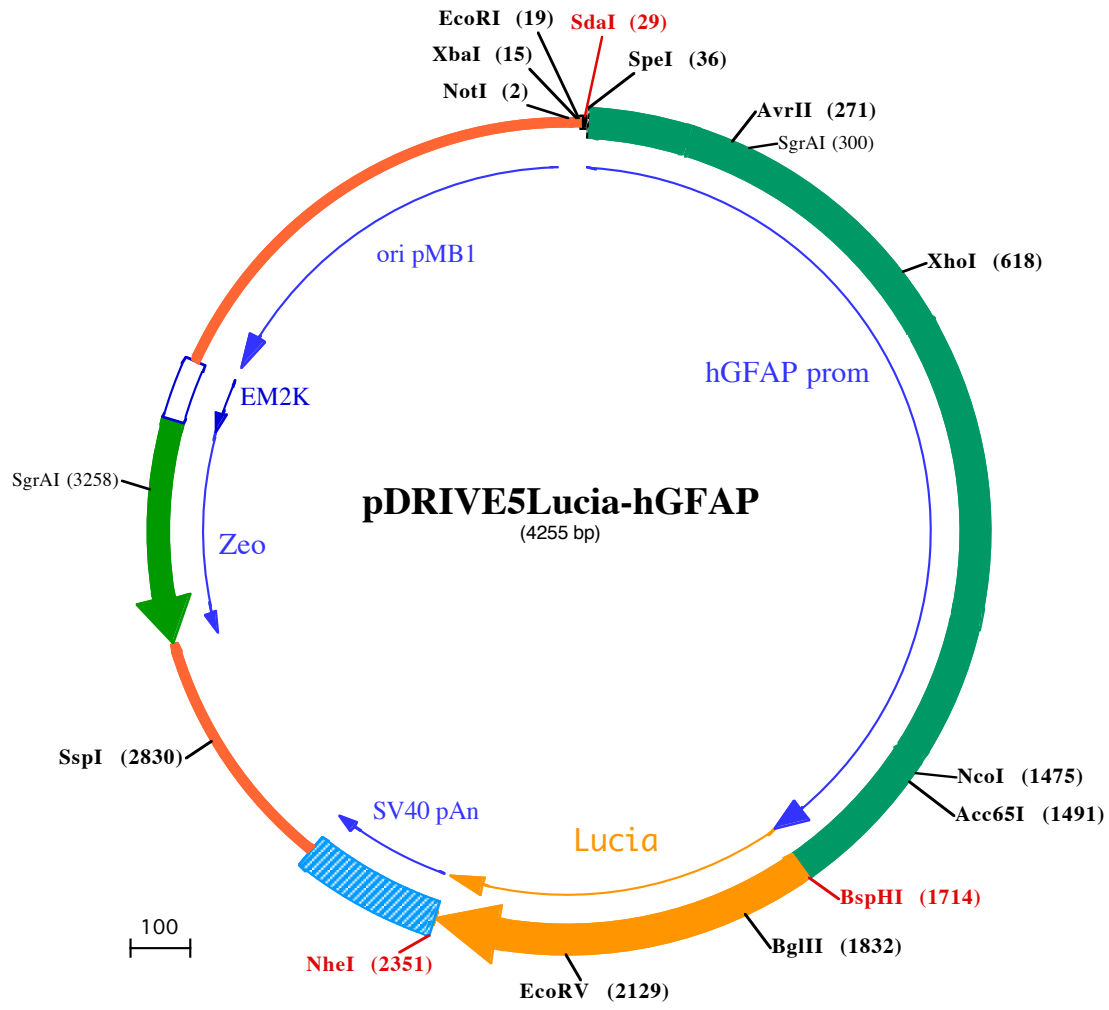 EcoRI (19)
SdaI (29)
XbaI (15)
SpeI (36)
NotI (2)
AvrII (271)
SgrAI (300)
ori pMB1
XhoI (618)
hGFAP prom
EM2K
SgrAI (3258)
pDRIVE5Lucia-hGFAP
(4255 bp)
Zeo
SspI (2830)
NcoI (1475)
Acc65I (1491)
SV40 pAn
Lucia
BspHI (1714)
100
BglII (1832)
NheI (2351)
EcoRV (2129)